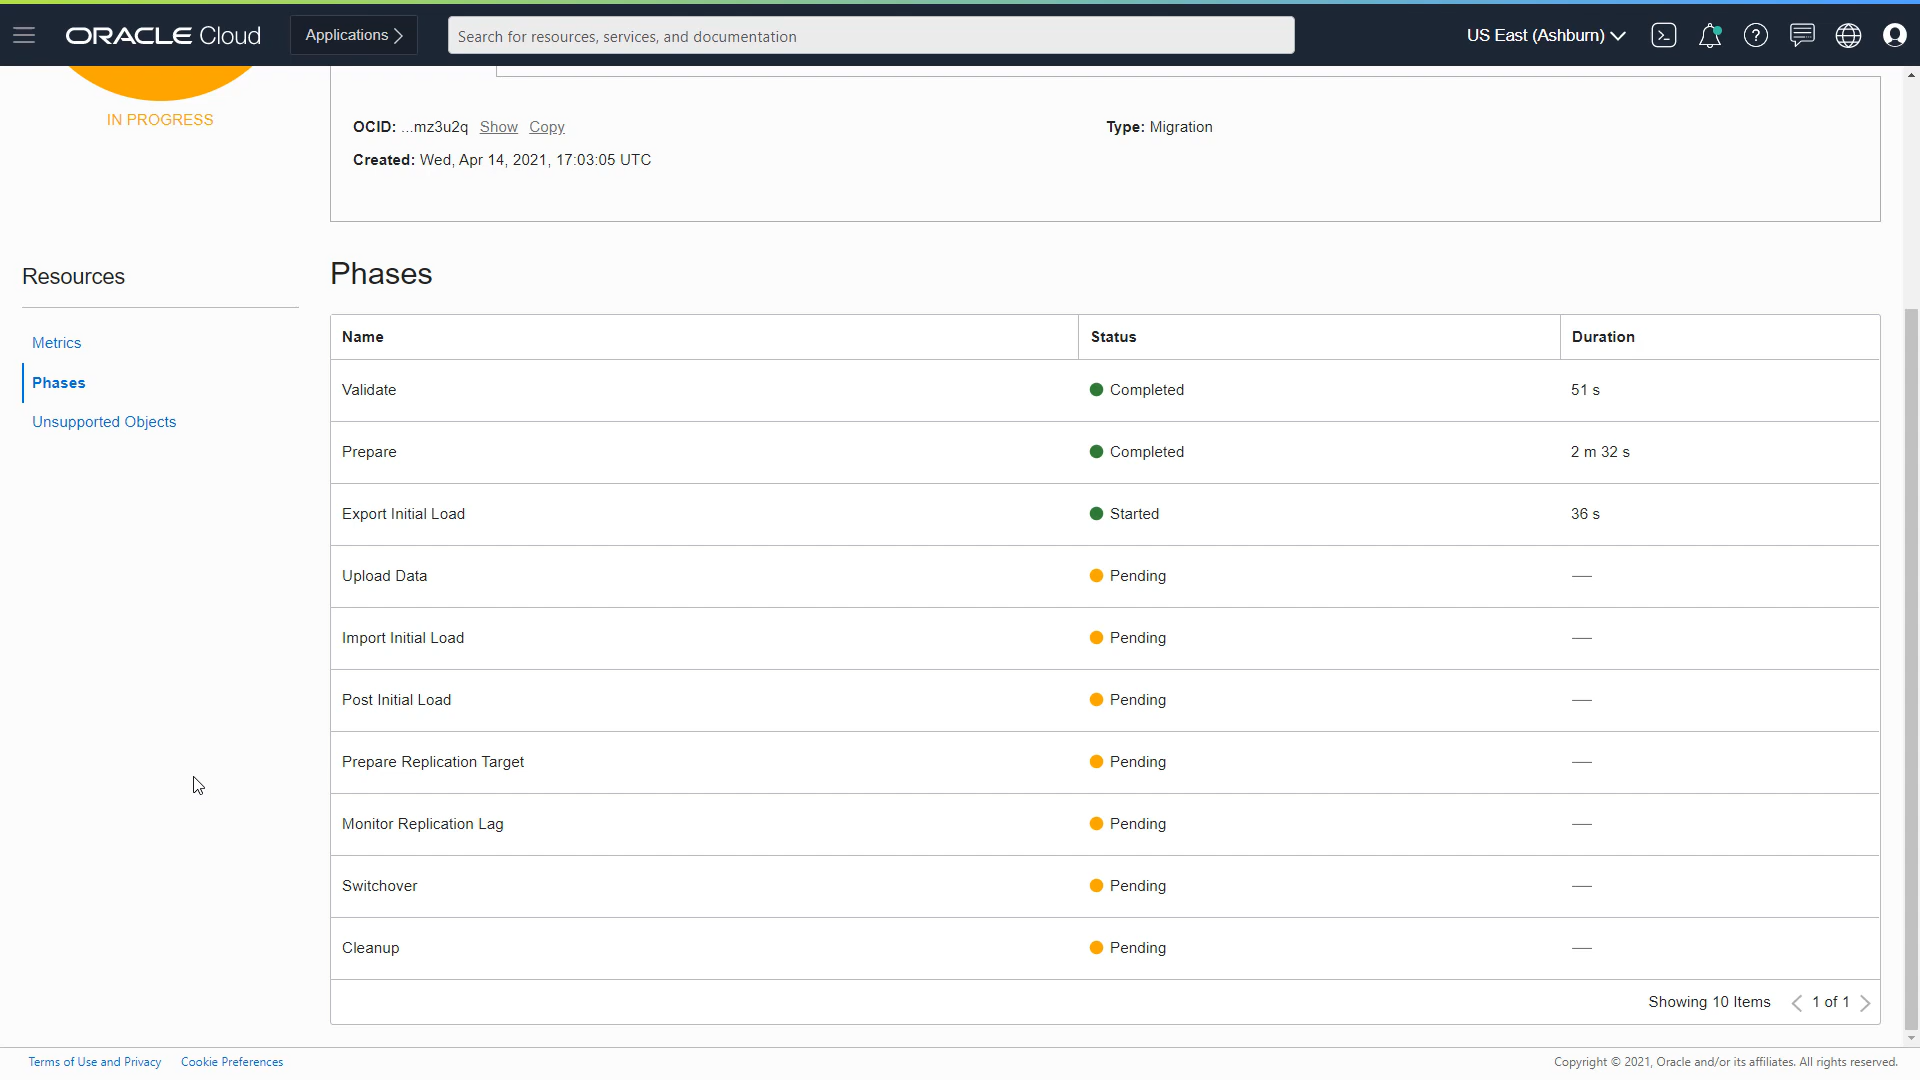 ORACLE Cloud
Applications
Search for resources, services, and documentation
US East (Ashburn)
IN PROGRESS
OCID: ...mz3u2q Show Copy
Type: Migration
Created: Wed, Apr 14, 2021, 17:03:05 UTC
Resources
Metrics
Phases
Unsupported Objects
Phases
Name Status Duration
Validate Completed 51 s
Prepare Completed 2 m 32 s
Export Initial Load Started 36 s
Upload Data Pending —
Import Initial Load Pending —
Post Initial Load Pending —
Prepare Replication Target Pending —
Monitor Replication Lag Pending —
Switchover Pending —
Cleanup Pending —
Showing 10 Items < 1 of 1 >
Terms of Use and Privacy Cookie Preferences
Copyright © 2021, Oracle and/or its affiliates. All rights reserved.